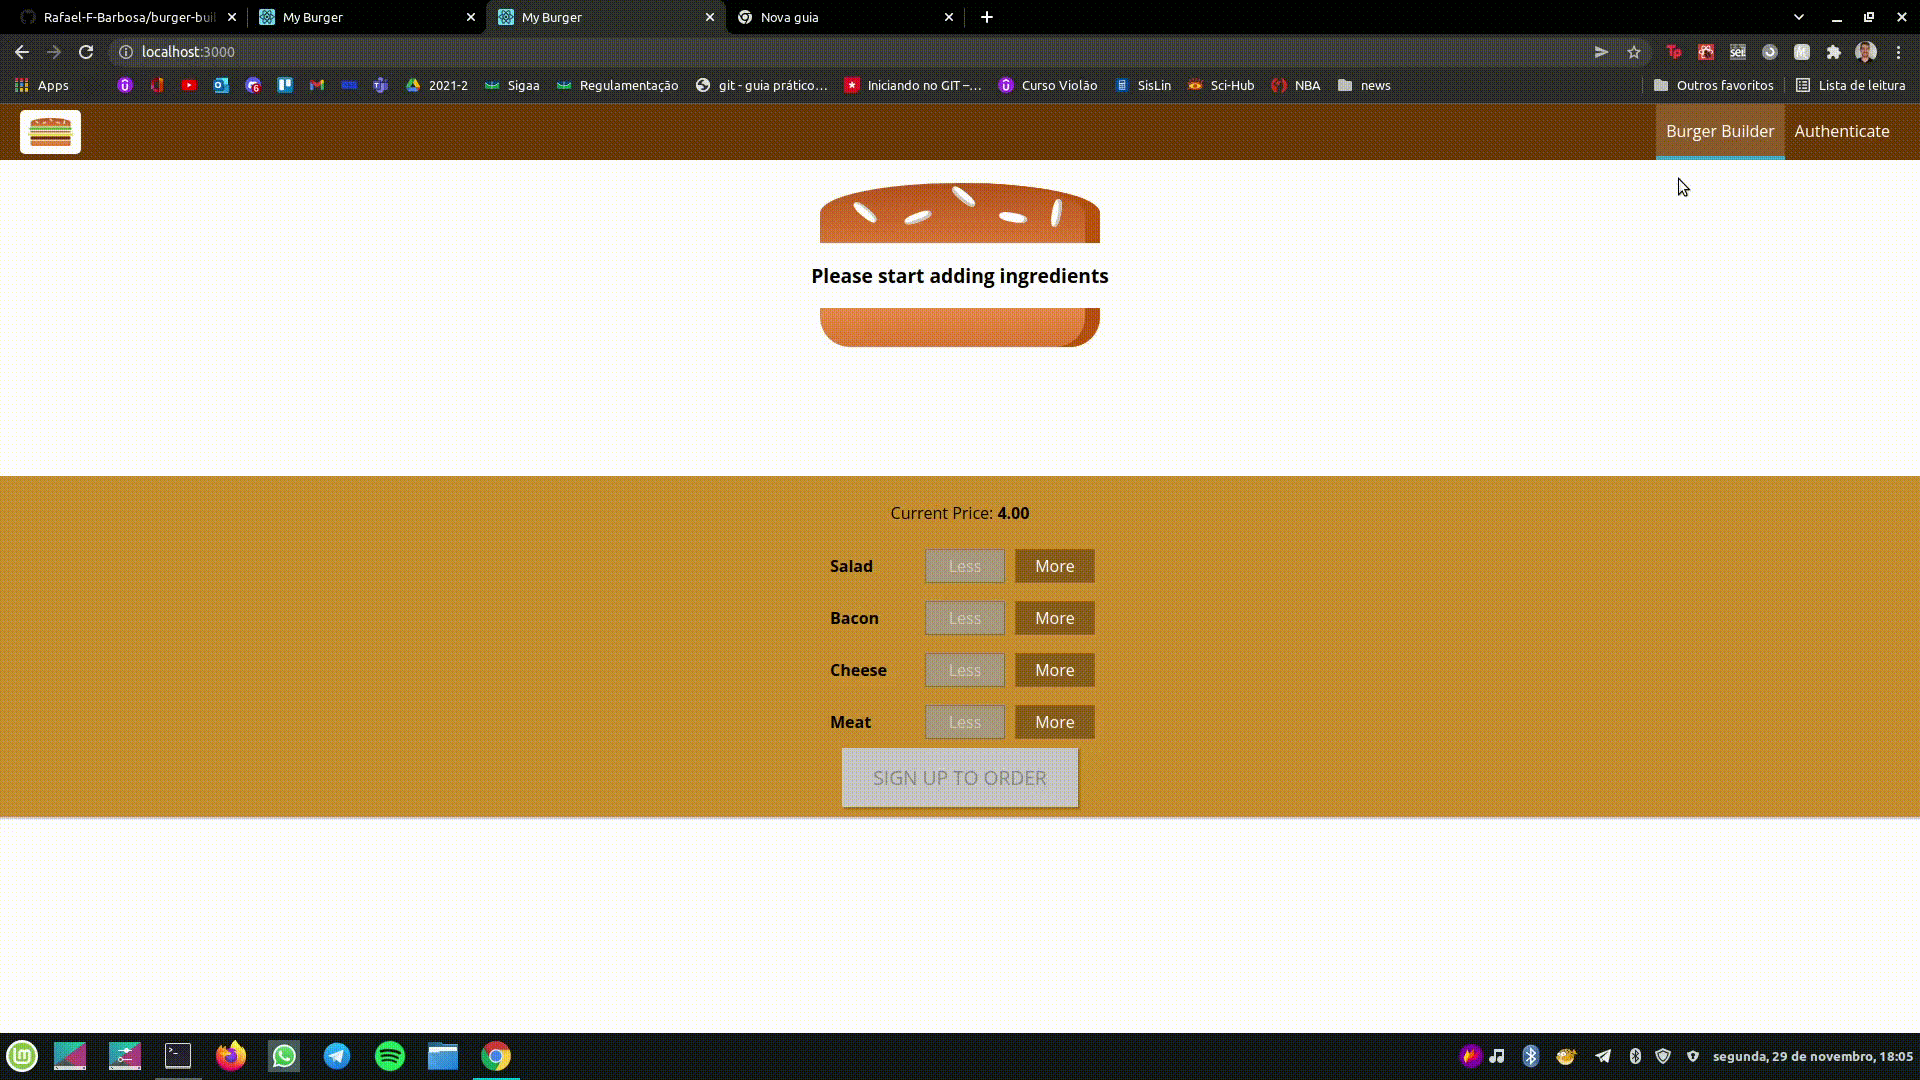 Rafael-F-Barbosa/burger-buil
My Burger
My Burger
Nova guia
localhost:3000
Apps
2021-2
Sigaa
Regulamentação
git - guia prático...
Iniciando no GIT –...
Curso Violão
SisLin
Sci-Hub
NBA
news
Outros favoritos
Lista de leitura
Burger Builder
Authenticate
Please start adding ingredients
Current Price: 4.00
Salad Less More
Bacon Less More
Cheese Less More
Meat Less More
SIGN UP TO ORDER
segunda, 29 de novembro, 18:05